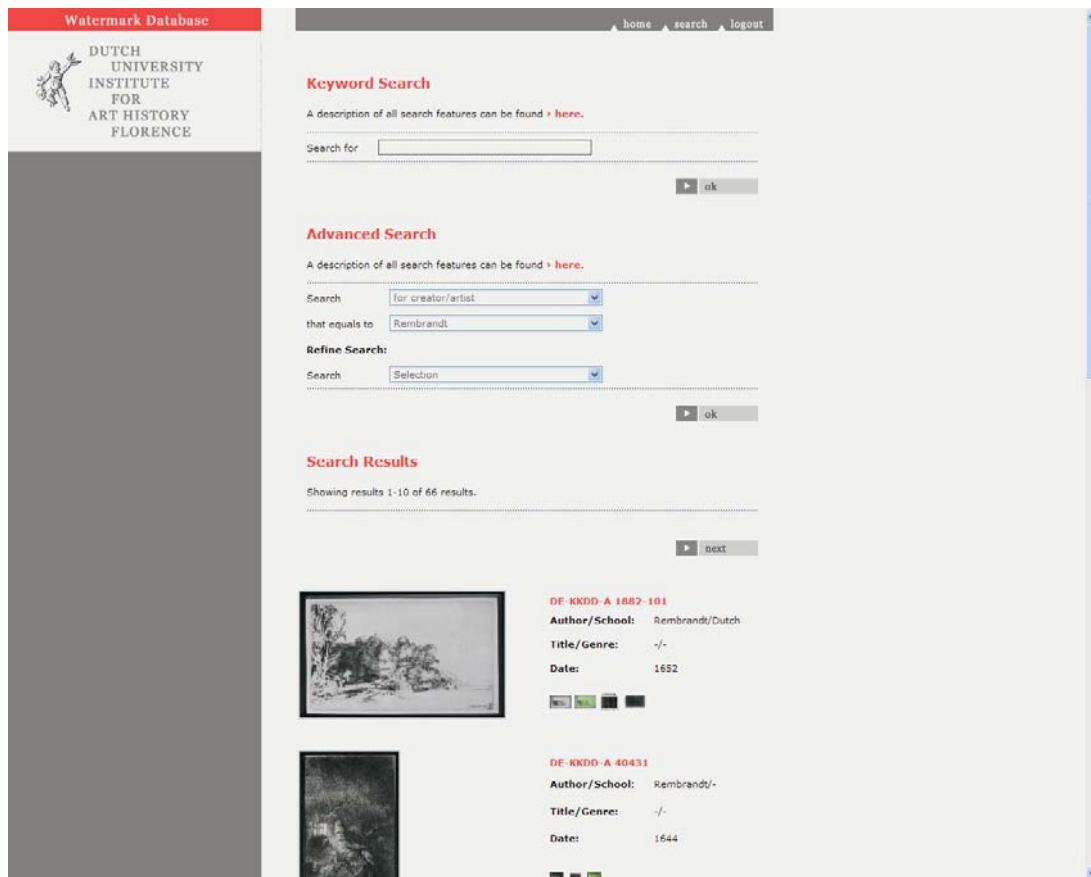 Watermark Database
home search logout
DUTCH
UNIVERSITY
INSTITUTE
FOR
ART HISTORY
FLORENCE
Keyword Search
A description of all search features can be found › here.
Search for
ok
Advanced Search
A description of all search features can be found › here.
Search for creator/artist
that equals to Rembrandt
Refine Search:
Search Selection
ok
Search Results
Showing results 1-10 of 66 results.
next
DE-KKDD-A 1882-101
Author/School: Rembrandt/Dutch
Title/Genre: -/-
Date: 1652
DE-KKDD-A 40431
Author/School: Rembrandt/-
Title/Genre: -/-
Date: 1644